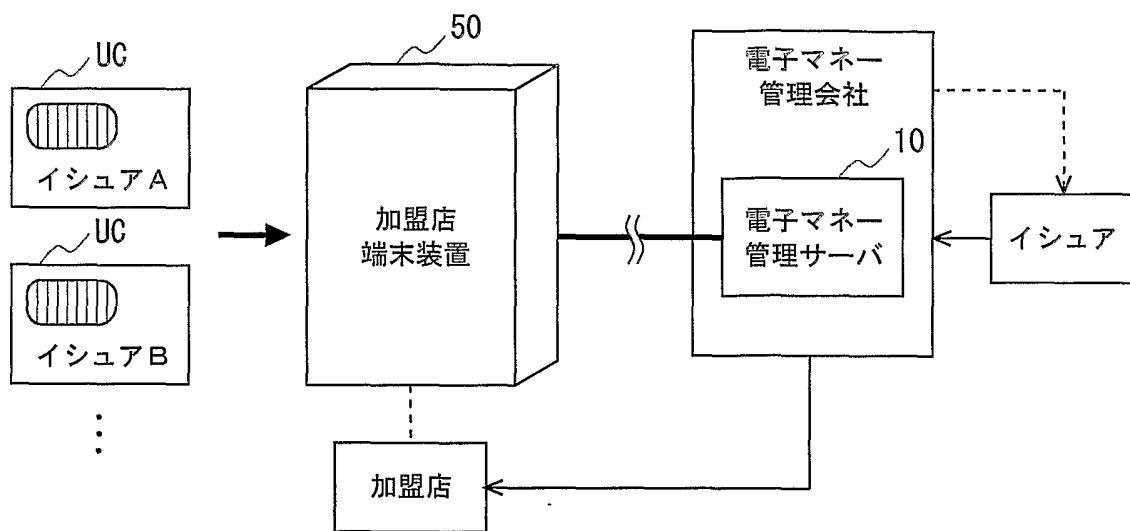 UC
イシュアA
UC
イシュアB
50
加盟店
端末装置
加盟店
電子マネー
管理会社
10
電子マネー
管理サーバ
イシュア